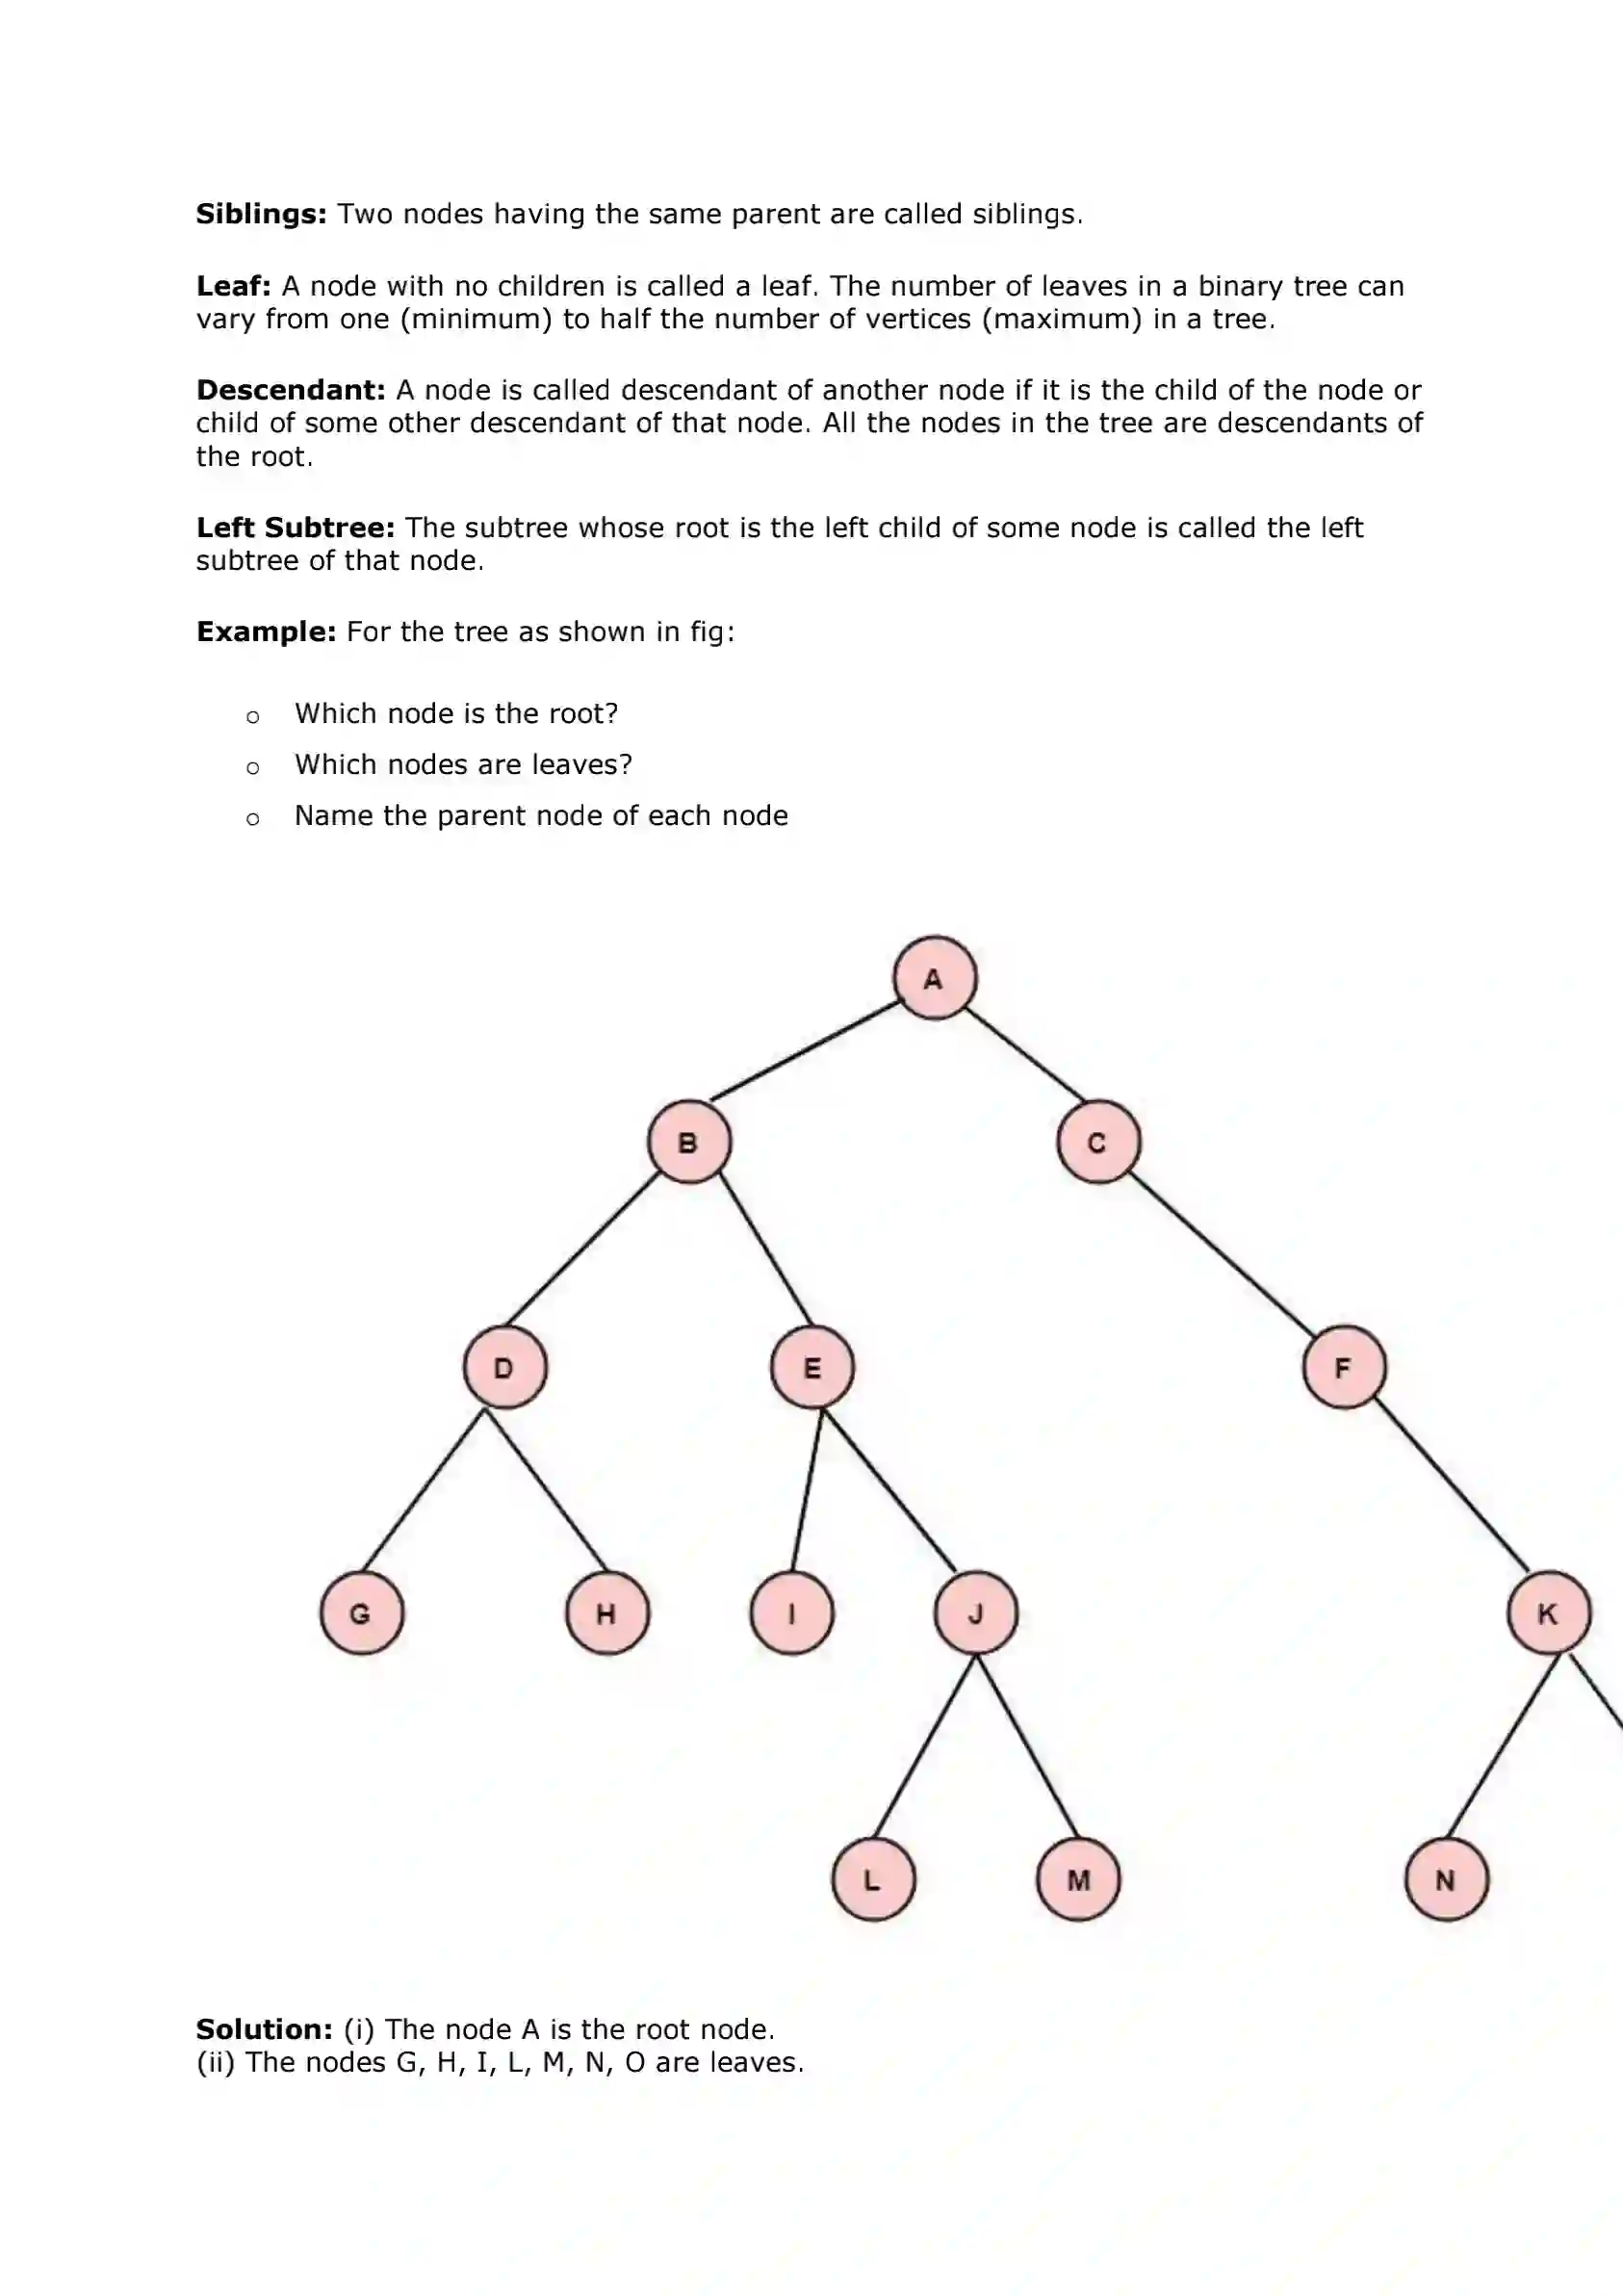 Siblings: Two nodes having the same parent are called siblings.
Leaf: A node with no children is called a leaf. The number of leaves in a binary tree can
vary from one (minimum) to half the number of vertices (maximum) in a tree.
Descendant: A node is called descendant of another node if it is the child of the node or
child of some other descendant of that node. All the nodes in the tree are descendants of
the root.
Left Subtree: The subtree whose root is the left child of some node is called the left
subtree of that node.
Example: For the tree as shown in fig:
o Which node is the root?
o Which nodes are leaves?
o Name the parent node of each node
A
B C
D E F
G H I J K
L M N
Solution: (i) The node A is the root node.
(ii) The nodes G, H, I, L, M, N, O are leaves.